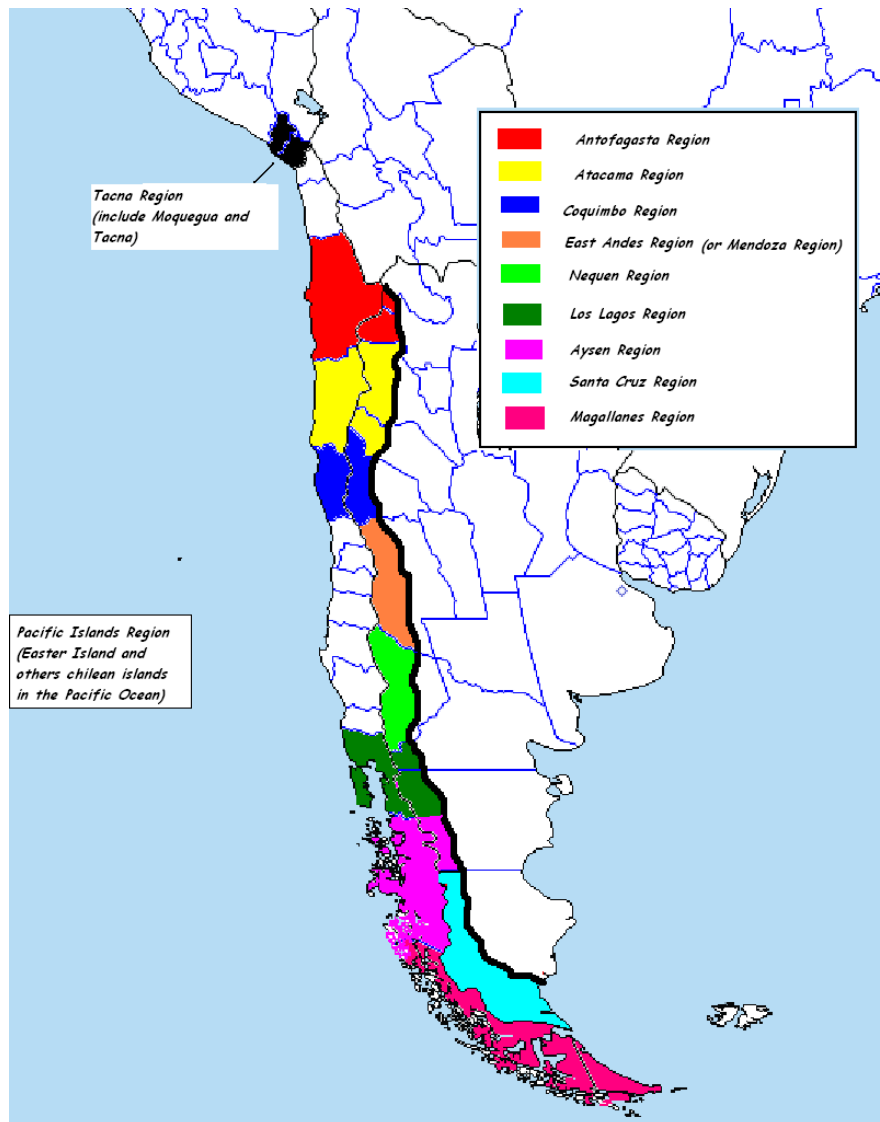 Antofagasta Region
Atacama Region
Coquimbo Region
East Andes Region (or Mendoza Region)
Nequen Region
Los Lagos Region
Aysen Region
Santa Cruz Region
Magallanes Region
Tacna Region
(include Moquegua and
Tacna)
Pacific Islands Region
(Easter Island and
others chilean islands
in the Pacific Ocean)